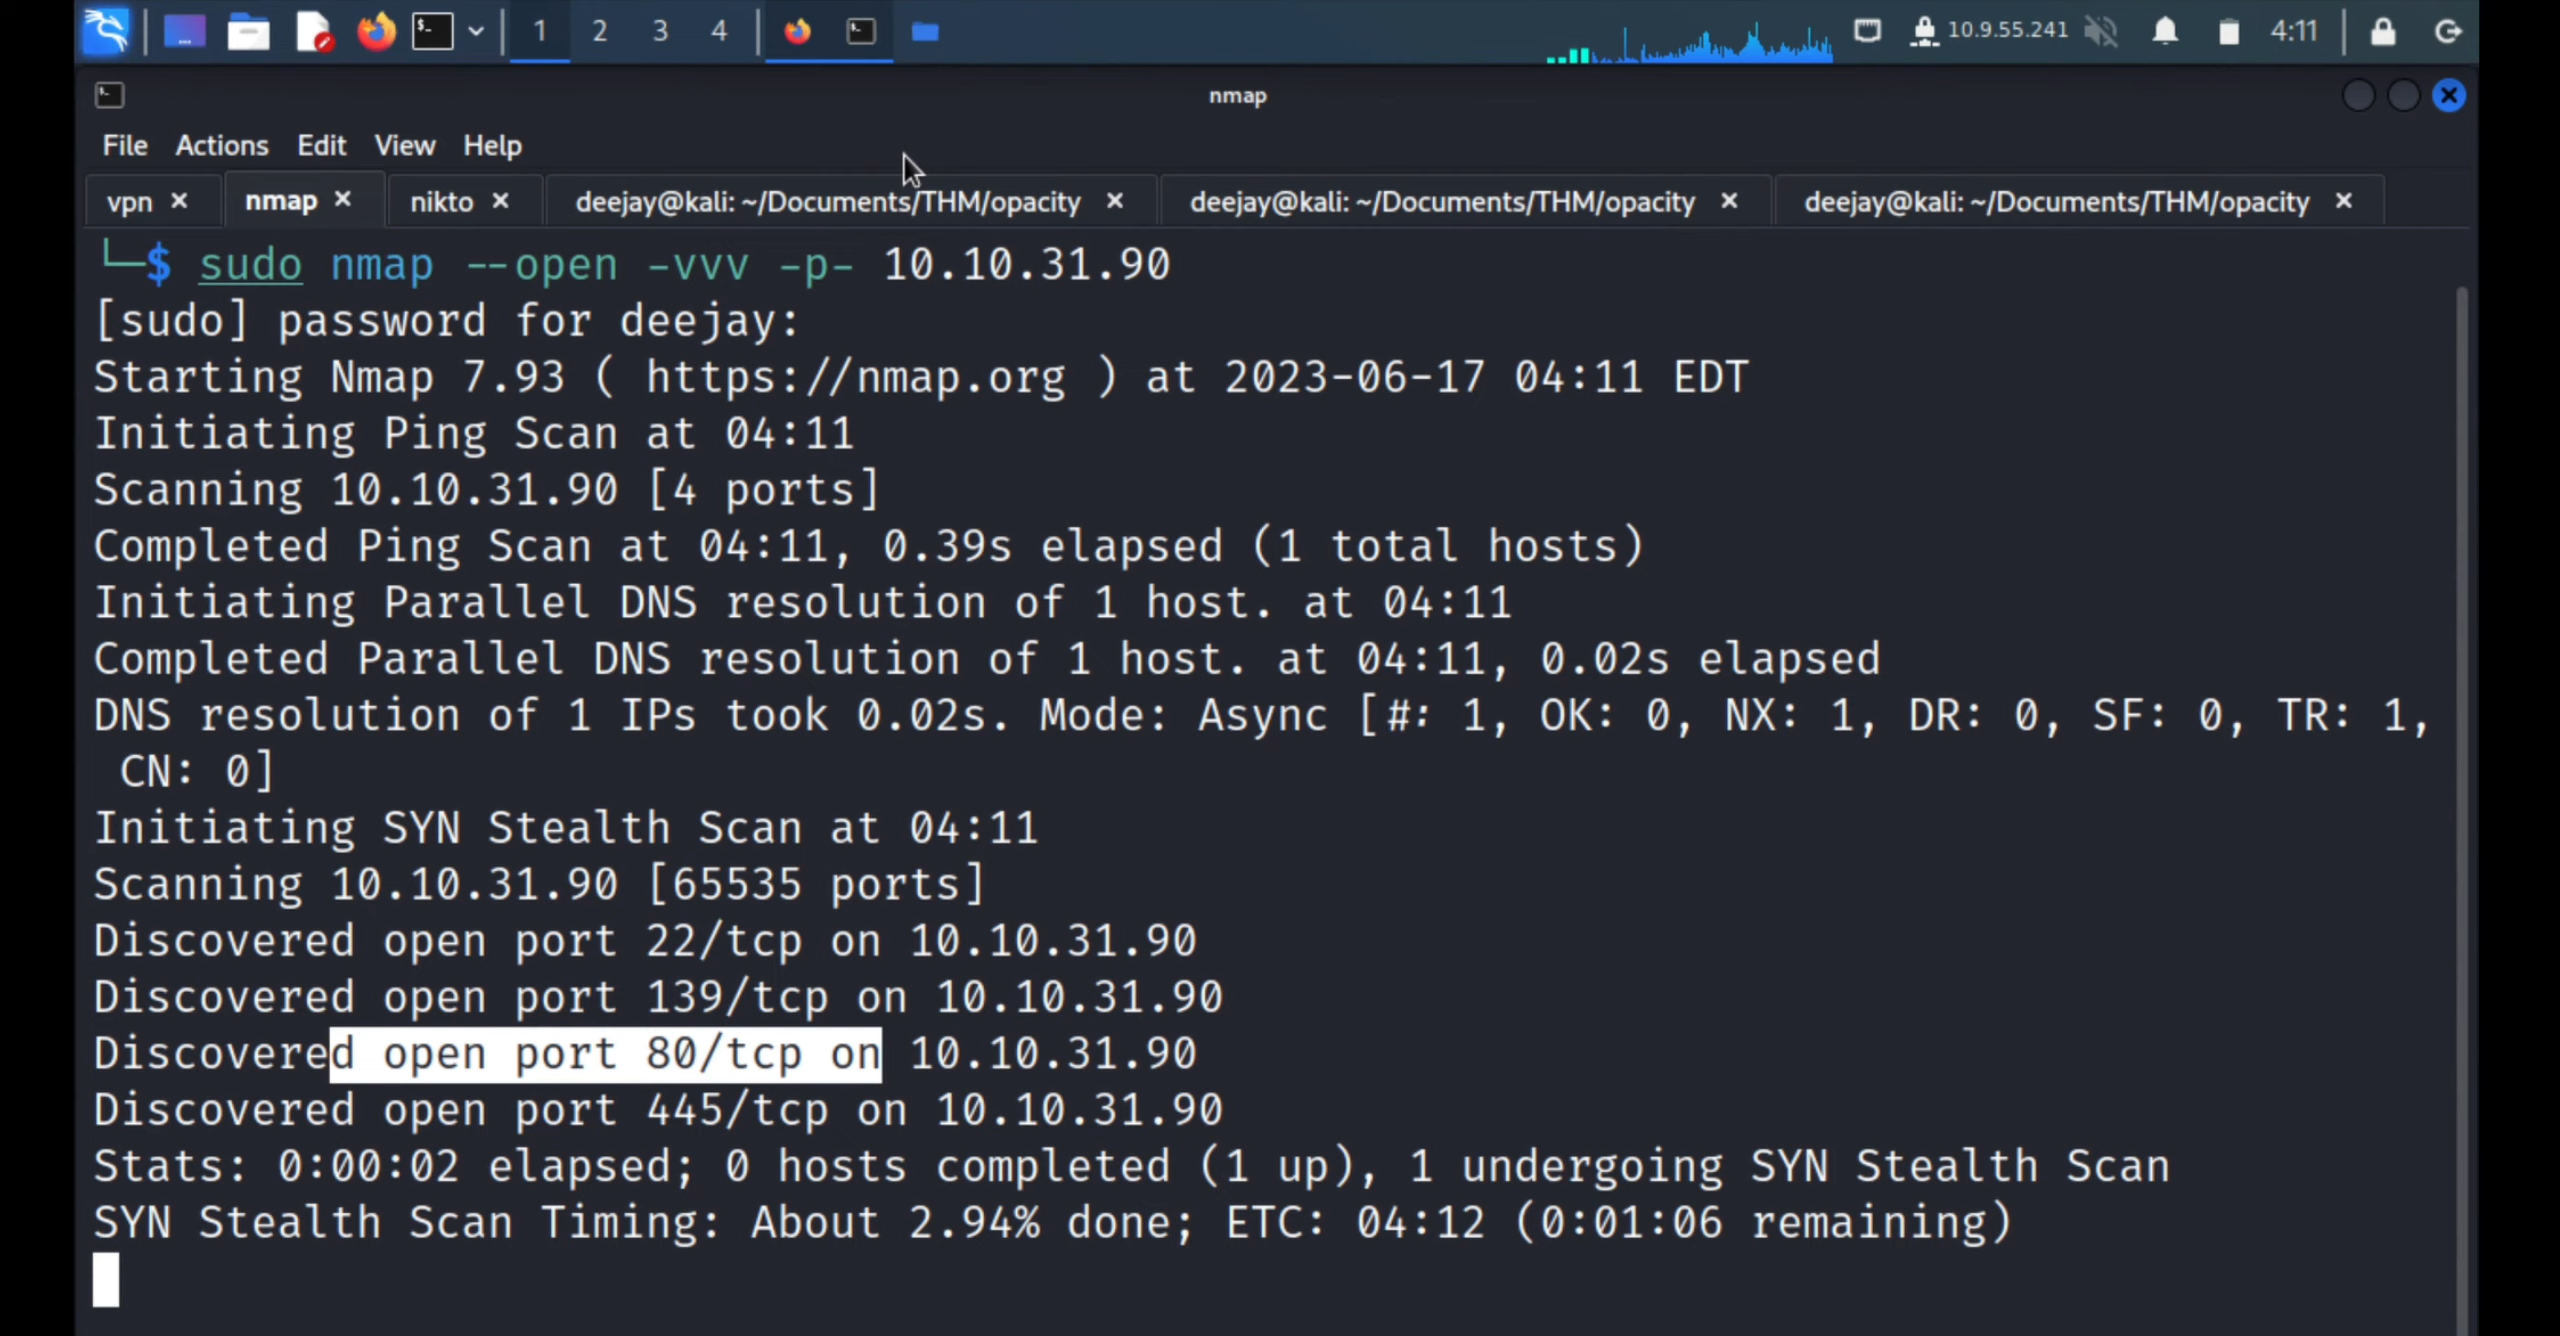 1 2 3 4 10.9.55.241 4:11
nmap
File Actions Edit View Help
vpn nmap nikto deejay@kali: ~/Documents/THM/opacity deejay@kali: ~/Documents/THM/opacity deejay@kali: ~/Documents/THM/opacity
└─$ sudo nmap --open -vvv -p- 10.10.31.90
[sudo] password for deejay:
Starting Nmap 7.93 ( https://nmap.org ) at 2023-06-17 04:11 EDT
Initiating Ping Scan at 04:11
Scanning 10.10.31.90 [4 ports]
Completed Ping Scan at 04:11, 0.39s elapsed (1 total hosts)
Initiating Parallel DNS resolution of 1 host. at 04:11
Completed Parallel DNS resolution of 1 host. at 04:11, 0.02s elapsed
DNS resolution of 1 IPs took 0.02s. Mode: Async [#: 1, OK: 0, NX: 1, DR: 0, SF: 0, TR: 1,
CN: 0]
Initiating SYN Stealth Scan at 04:11
Scanning 10.10.31.90 [65535 ports]
Discovered open port 22/tcp on 10.10.31.90
Discovered open port 139/tcp on 10.10.31.90
Discovered open port 80/tcp on 10.10.31.90
Discovered open port 445/tcp on 10.10.31.90
Stats: 0:00:02 elapsed; 0 hosts completed (1 up), 1 undergoing SYN Stealth Scan
SYN Stealth Scan Timing: About 2.94% done; ETC: 04:12 (0:01:06 remaining)